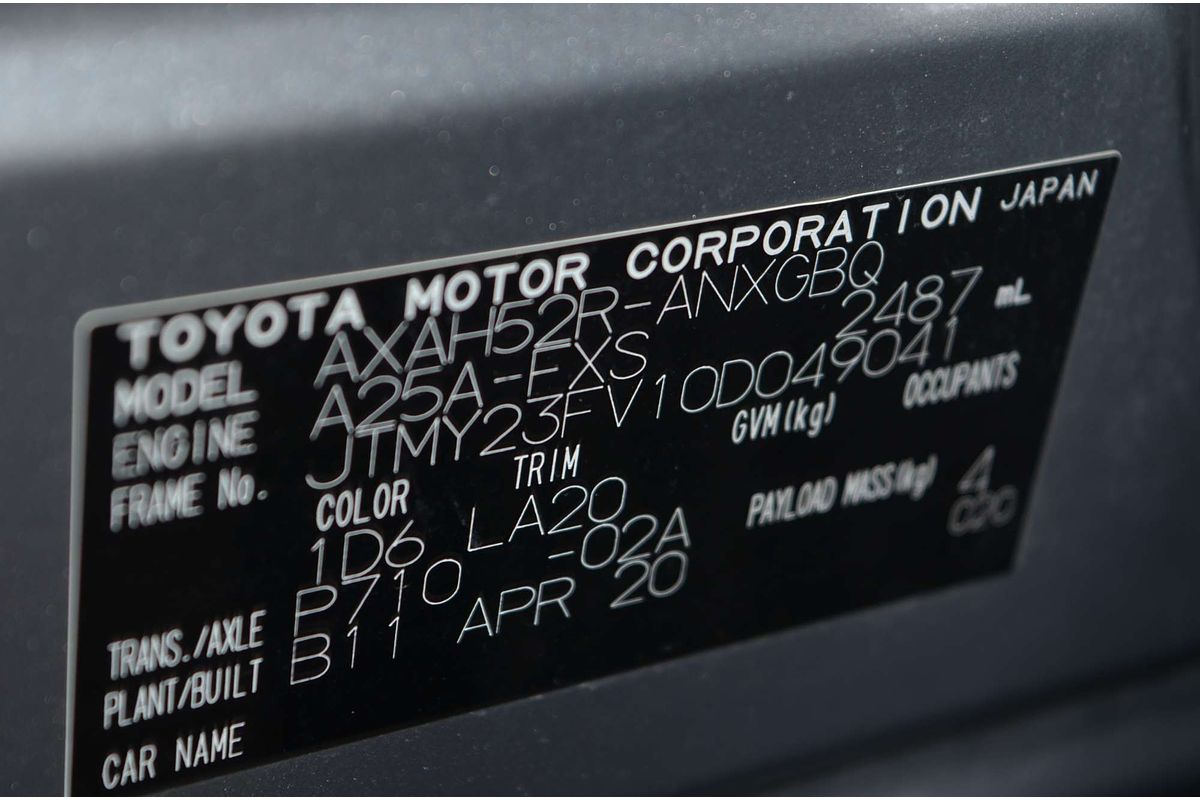 TOYOTA MOTOR CORPORATION JAPAN
MODEL AXAH52R-ANXGBQ
ENGINE A25A-FXS 2487 mL
FRAME No. JTMY23FV10D049041
COLOR TRIM GVM(kg) OCCUPANTS
1D6 LA20
TRANS./AXLE P710 -02A PAYLOAD MASS(kg) 4
PLANT/BUILT B11 APR 20 020
CAR NAME